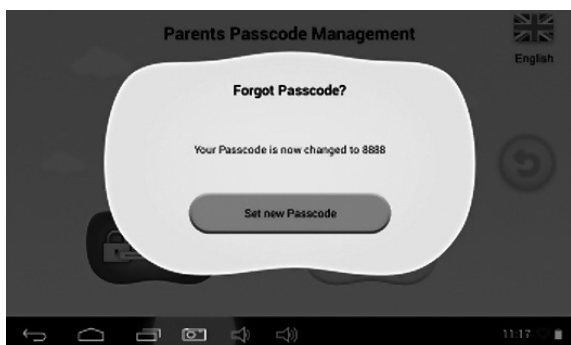 Parents Passcode Management
English
Forgot Passcode?
Your Passcode is now changed to 8888
Set new Passcode
11:17